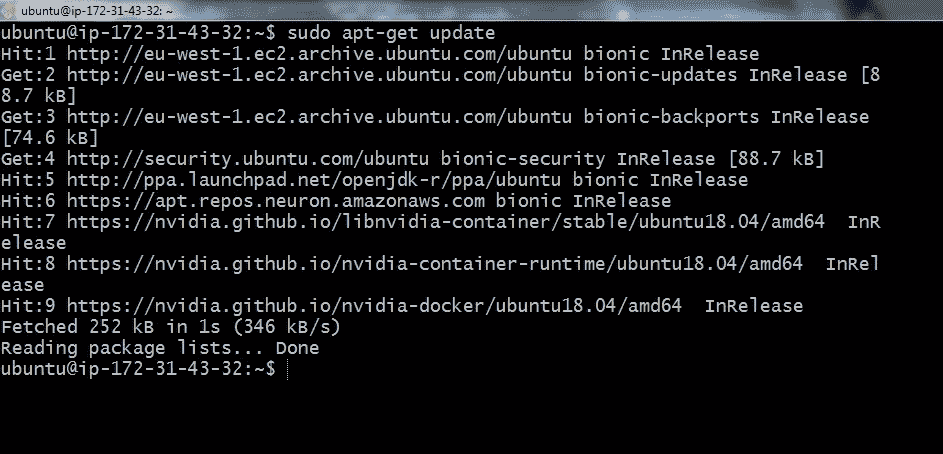 ubuntu@ip-172-31-43-32: ~
ubuntu@ip-172-31-43-32:~$ sudo apt-get update
Hit:1 http://eu-west-1.ec2.archive.ubuntu.com/ubuntu bionic InRelease
Get:2 http://eu-west-1.ec2.archive.ubuntu.com/ubuntu bionic-updates InRelease [8
8.7 kB]
Get:3 http://eu-west-1.ec2.archive.ubuntu.com/ubuntu bionic-backports InRelease
[74.6 kB]
Get:4 http://security.ubuntu.com/ubuntu bionic-security InRelease [88.7 kB]
Hit:5 http://ppa.launchpad.net/openjdk-r/ppa/ubuntu bionic InRelease
Hit:6 https://apt.repos.neuron.amazonaws.com bionic InRelease
Hit:7 https://nvidia.github.io/libnvidia-container/stable/ubuntu18.04/amd64  InR
elease
Hit:8 https://nvidia.github.io/nvidia-container-runtime/ubuntu18.04/amd64  InRel
ease
Hit:9 https://nvidia.github.io/nvidia-docker/ubuntu18.04/amd64  InRelease
Fetched 252 kB in 1s (346 kB/s)
Reading package lists... Done
ubuntu@ip-172-31-43-32:~$